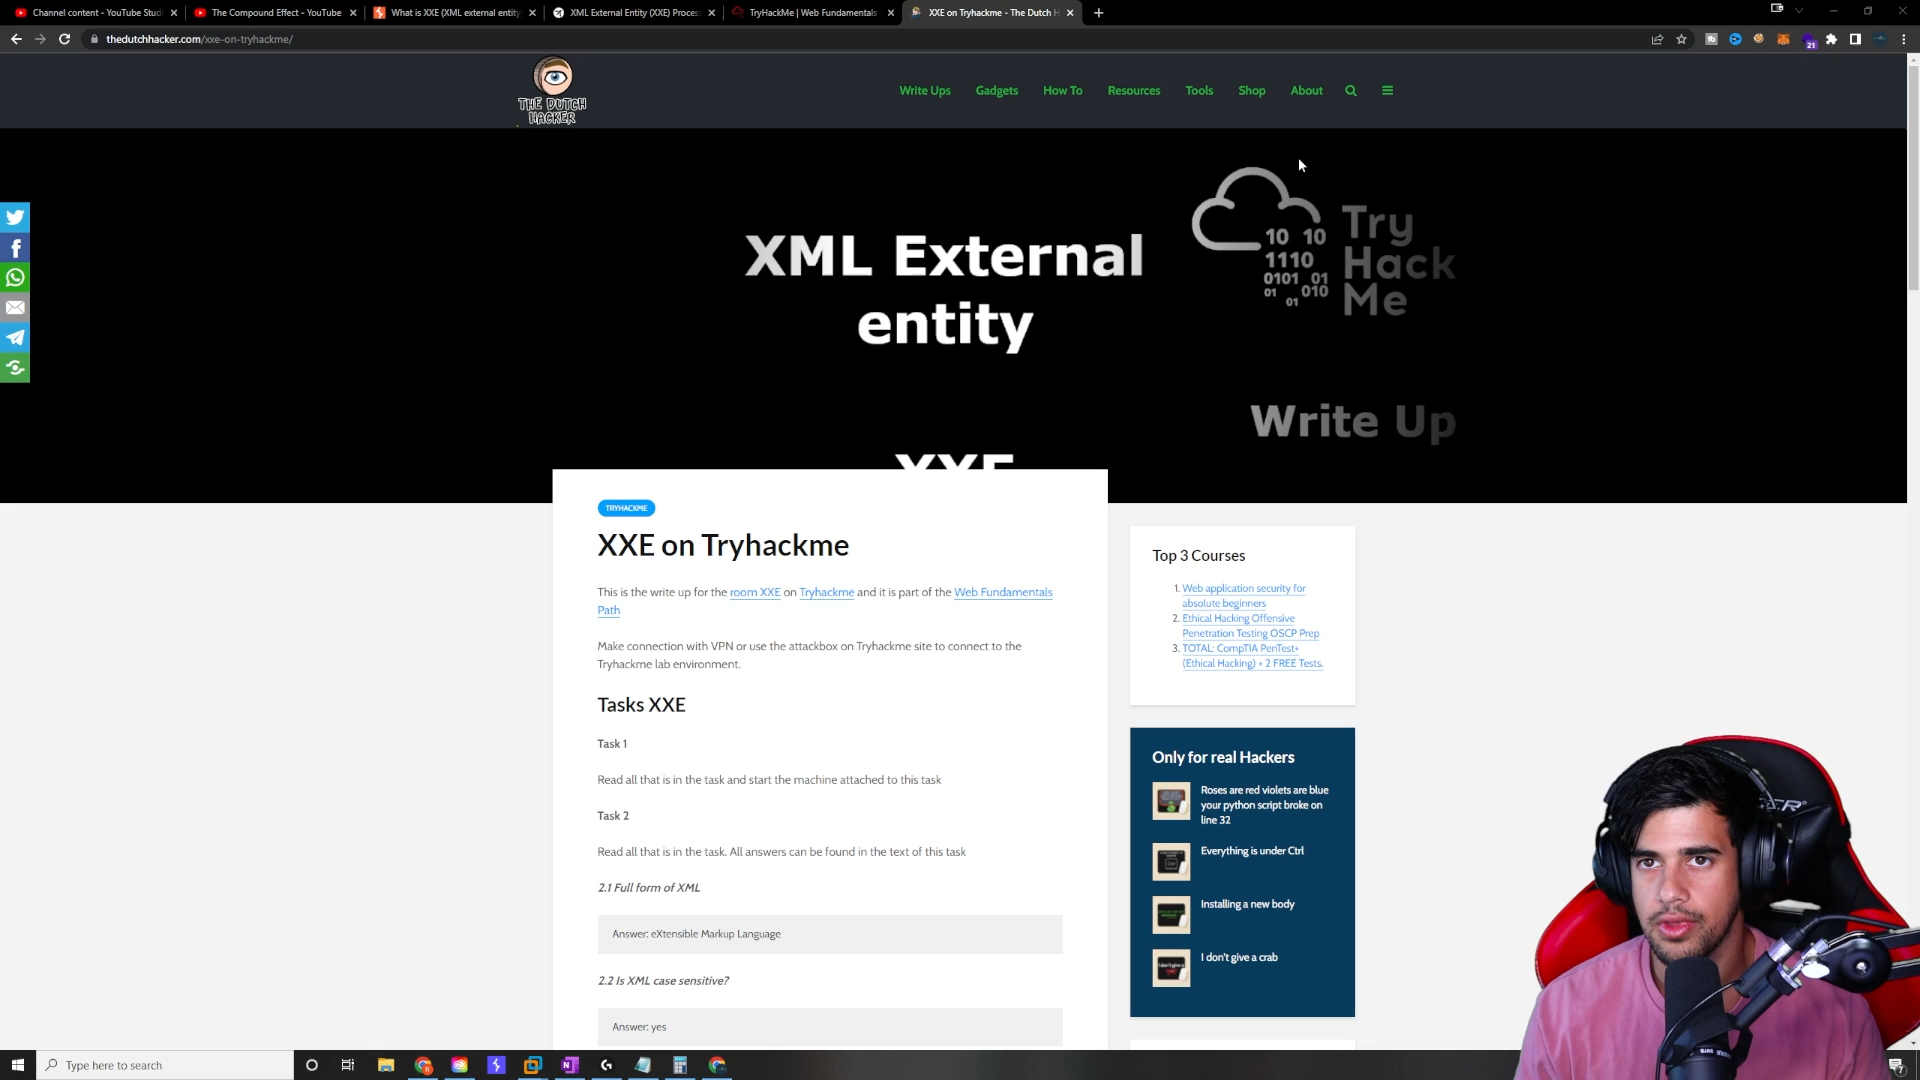 Channel content - YouTube Studi
The Compound Effect - YouTube
What is XXE (XML external entity
XML External Entity (XXE) Process
TryHackMe | Web Fundamentals
XXE on Tryhackme - The Dutch H
thedutchhacker.com/xxe-on-tryhackme/
21
THE DUTCH
HACKER
Write Ups
Gadgets
How To
Resources
Tools
Shop
About
XML External
entity
XXE
10 10
1110
0101 01
01 010
01
Try
Hack
Me
Write Up
TRYHACKME
XXE on Tryhackme
This is the write up for the room XXE on Tryhackme and it is part of the Web Fundamentals
Path
Make connection with VPN or use the attackbox on Tryhackme site to connect to the
Tryhackme lab environment.
Tasks XXE
Task 1
Read all that is in the task and start the machine attached to this task
Task 2
Read all that is in the task. All answers can be found in the text of this task
2.1 Full form of XML
Answer: eXtensible Markup Language
2.2 Is XML case sensitive?
Answer: yes
Top 3 Courses
1. Web application security for
absolute beginners
2. Ethical Hacking Offensive
Penetration Testing OSCP Prep
3. TOTAL: CompTIA PenTest+
(Ethical Hacking) + 2 FREE Tests.
Only for real Hackers
Roses are red violets are blue
your python script broke on
line 32
Everything is under Ctrl
Installing a new body
I don't give a crab
Type here to search